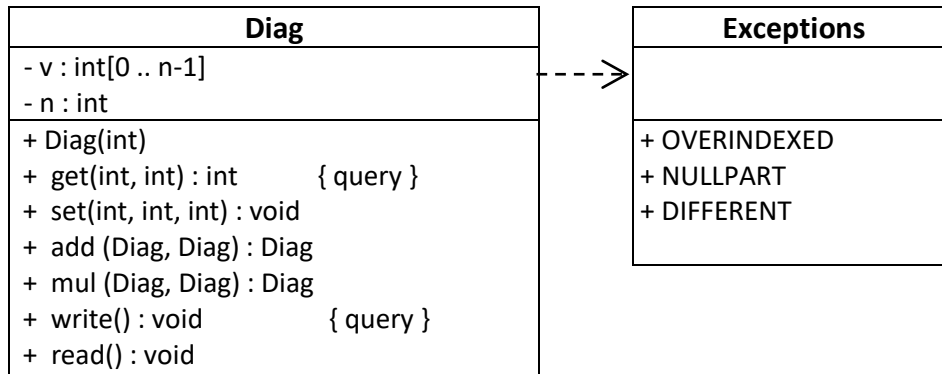 Diag
- v : int[0 .. n-1]
- n : int
+ Diag(int)
+ get(int, int) : int { query }
+ set(int, int, int) : void
+ add (Diag, Diag) : Diag
+ mul (Diag, Diag) : Diag
+ write() : void { query }
+ read() : void
Exceptions
+ OVERINDEXED
+ NULLPART
+ DIFFERENT